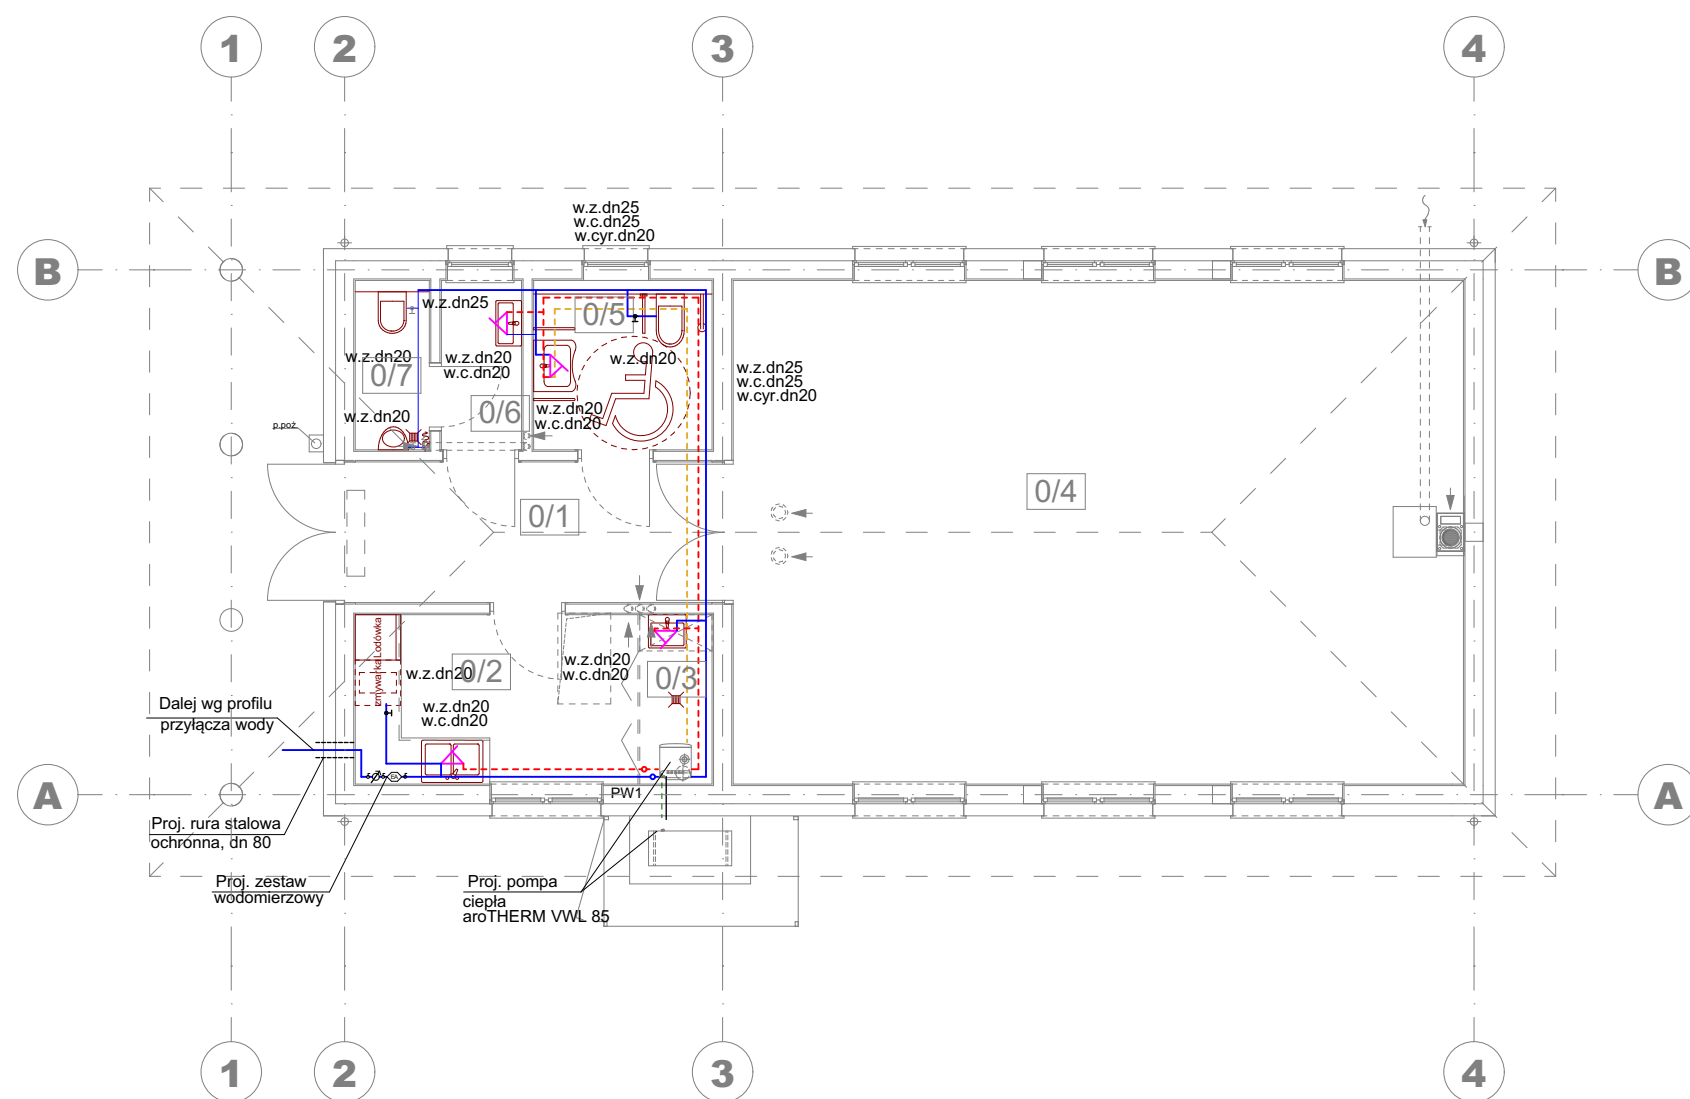 1
2
3
4
w.z.dn25
w.c.dn25
w.cyr.dn20
B
B
w.z.dn25
0/5
w.z.dn20
0/7
w.z.dn20
w.c.dn20
w.z.dn20
w.z.dn25
w.c.dn25
w.cyr.dn20
w.z.dn20
0/6
w.z.dn20
w.c.dn20
p.poż
0/4
0/1
Lodówka
zmywarka
w.z.dn20
0/2
w.z.dn20
w.c.dn20
0/3
w.z.dn20
w.c.dn20
Dalej wg profilu
przyłącza wody
EA
A
PW1
A
Proj. rura stalowa
ochronna, dn 80
Proj. zestaw
wodomierzowy
Proj. pompa
ciepła
aroTHERM VWL 85
1
2
3
4